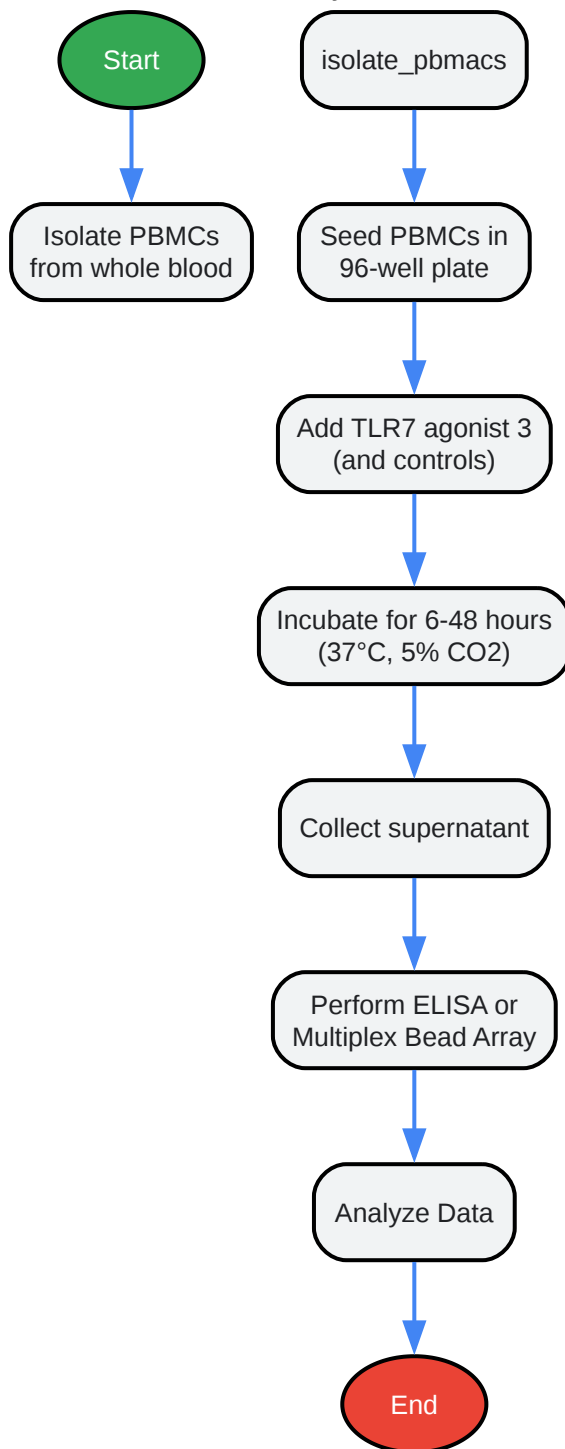 Start
isolate_pbmacs
Isolate PBMCs
from whole blood
Seed PBMCs in
96-well plate
Add TLR7 agonist 3
(and controls)
Incubate for 6-48 hours
(37°C, 5% CO2)
Collect supernatant
Perform ELISA or
Multiplex Bead Array
Analyze Data
End